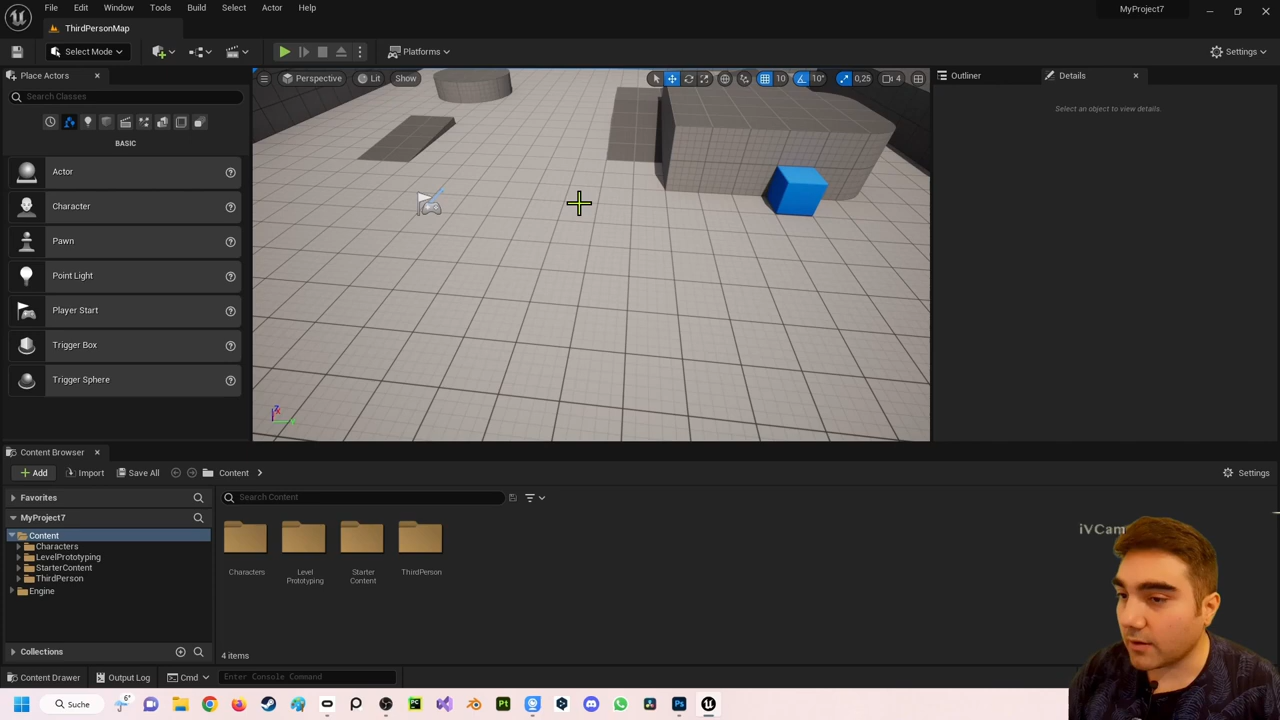 File Edit Window Tools Build Select Actor Help
MyProject7
ThirdPersonMap
Select Mode
Platforms
Settings
Place Actors
Search Classes
BASIC
Actor
Character
Pawn
Point Light
Player Start
Trigger Box
Trigger Sphere
Perspective Lit Show
10 10° 0,25 4
Outliner Details
Select an object to view details.
Content Browser
Add Import Save All Content
Settings
Favorites
MyProject7
Content
Characters
LevelPrototyping
StarterContent
ThirdPerson
Engine
Collections
Search Content
Characters
Level
Prototyping
Starter
Content
ThirdPerson
4 items
iVCam
Content Drawer Output Log Cmd Enter Console Command
6°
Suche